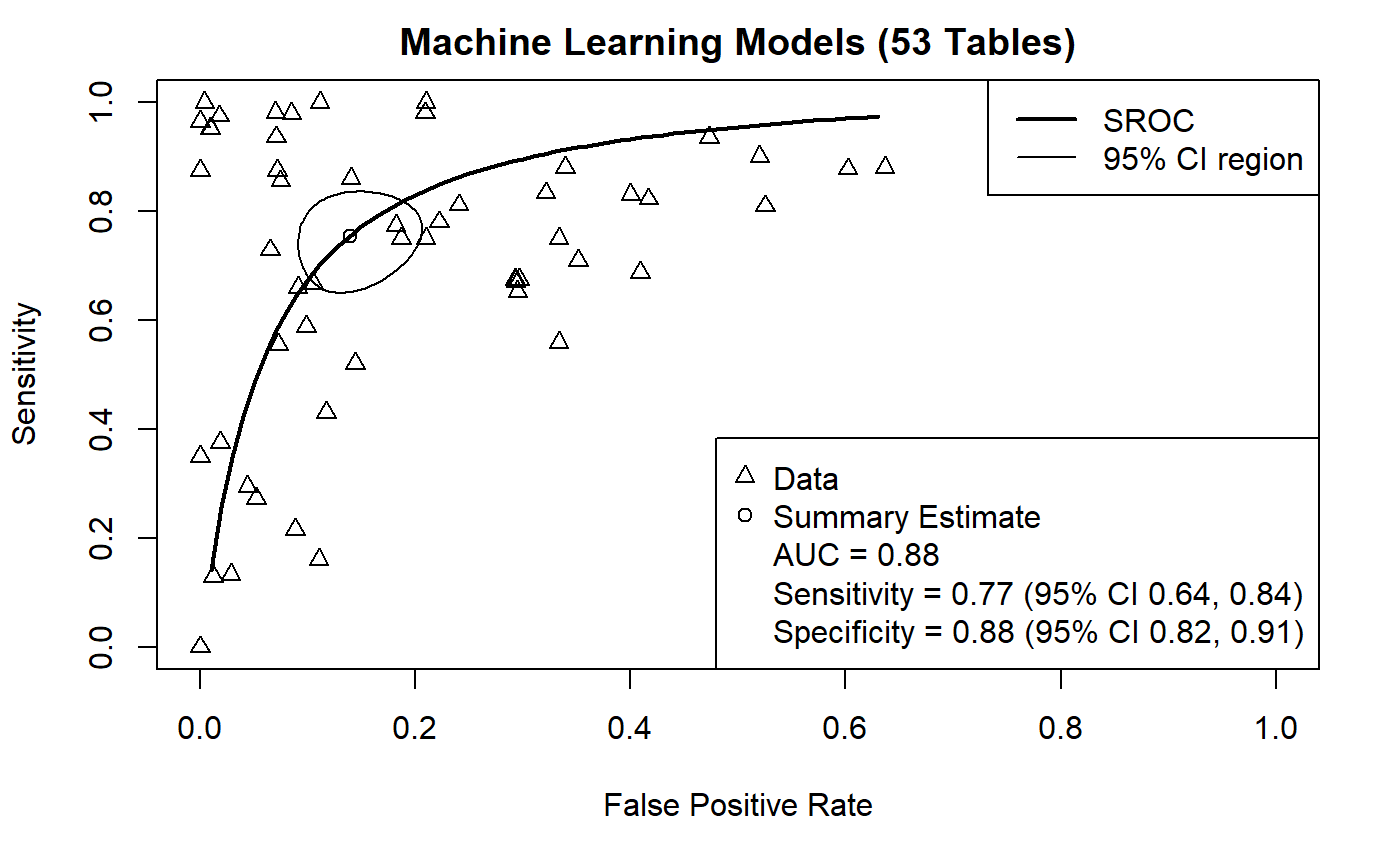 Machine Learning Models (53 Tables)
SROC
95% CI region
1.0
0.8
0.6
0.4
0.2
0.0
Sensitivity
Data
Summary Estimate
AUC = 0.88
Sensitivity = 0.77 (95% CI 0.64, 0.84)
Specificity = 0.88 (95% CI 0.82, 0.91)
0.0 0.2 0.4 0.6 0.8 1.0
False Positive Rate